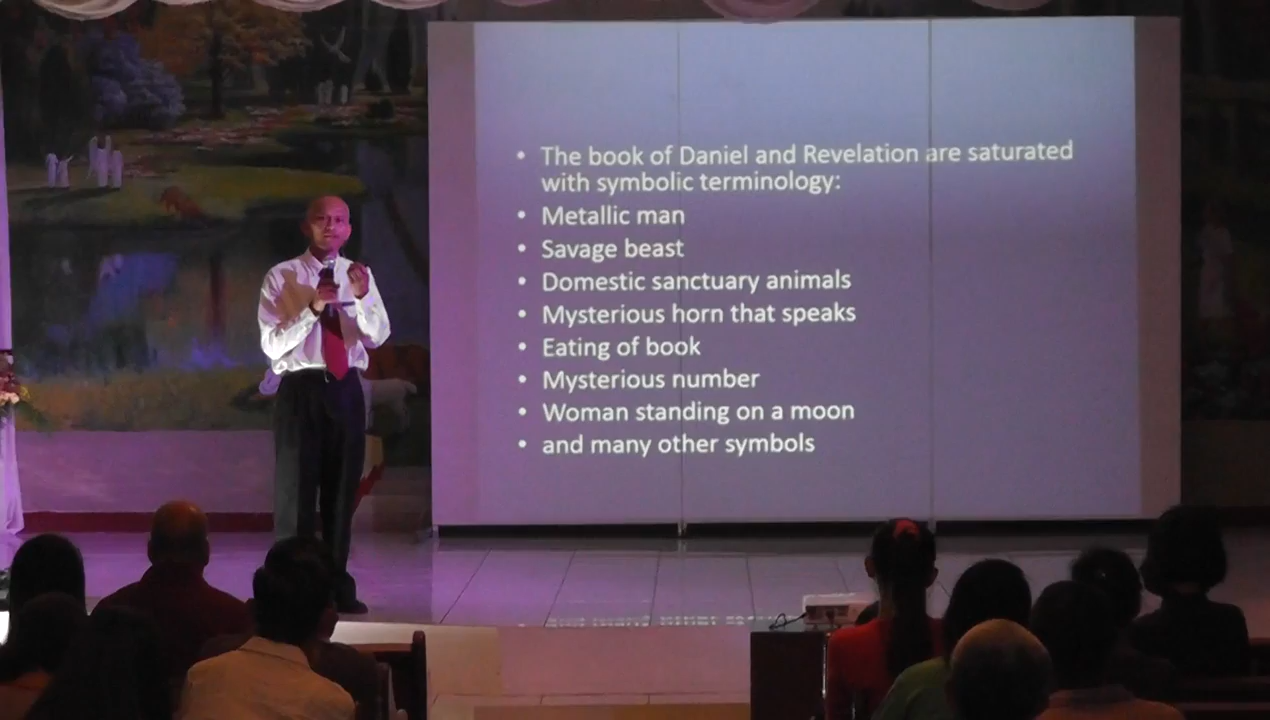 • The book of Daniel and Revelation are saturated
with symbolic terminology:
• Metallic man
• Savage beast
• Domestic sanctuary animals
• Mysterious horn that speaks
• Eating of book
• Mysterious number
• Woman standing on a moon
• and many other symbols